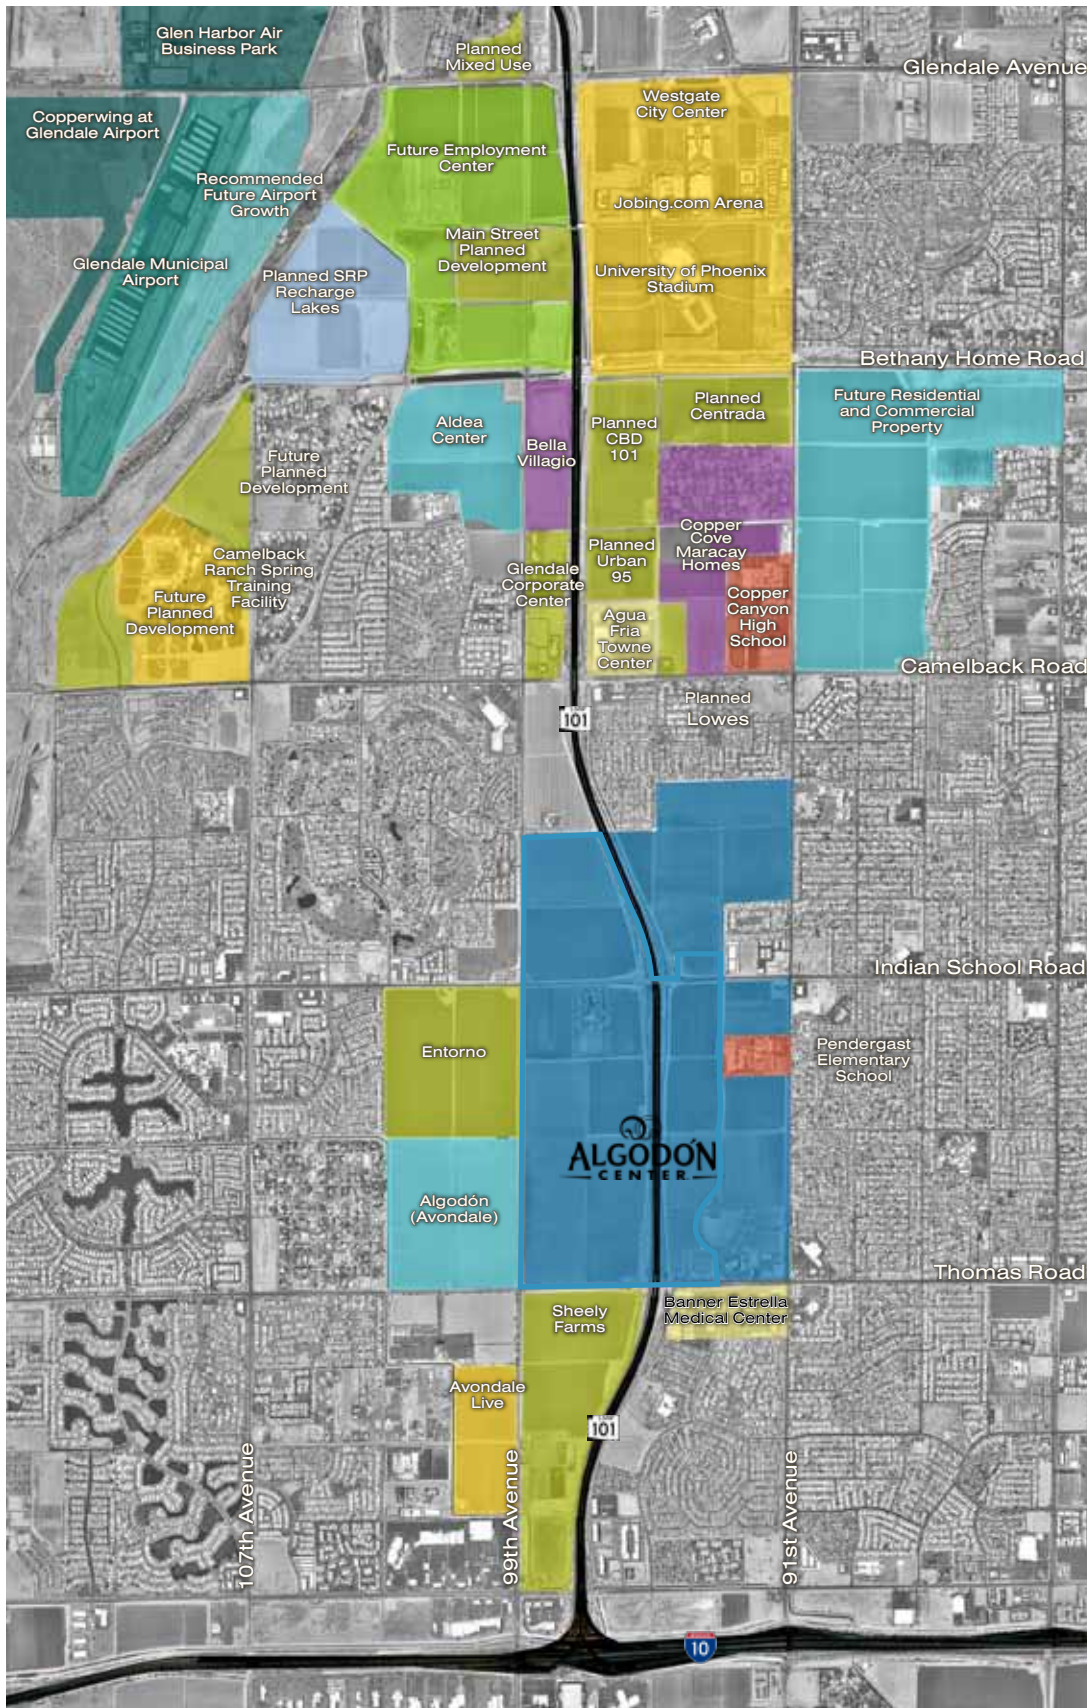 Glen Harbor Air
Business Park
Planned
Mixed Use
Glendale Avenue
Copperwing at
Glendale Airport
Westgate
City Center
Future Employment
Center
Recommended
Future Airport
Growth
Jobing.com Arena
Main Street
Planned
Development
Glendale Municipal
Airport
Planned SRP
Recharge
Lakes
University of Phoenix
Stadium
Bethany Home Road
Aldea
Center
Bella
Villagio
Planned
CBD
101
Planned
Centrada
Future Residential
and Commercial
Property
Future
Planned
Development
Copper
Cove
Maracay
Homes
Camelback
Ranch Spring
Training
Facility
Future
Planned
Development
Glendale
Corporate
Center
Planned
Urban
95
Agua
Fria
Towne
Center
Copper
Canyon
High
School
Camelback Road
101
Planned
Lowes
Indian School Road
Entorno
Pendergast
Elementary
School
ALGODÓN
CENTER
Algodón
(Avondale)
Thomas Road
Sheely
Farms
Banner Estrella
Medical Center
Avondale
Live
101
107th Avenue
99th Avenue
91st Avenue
10